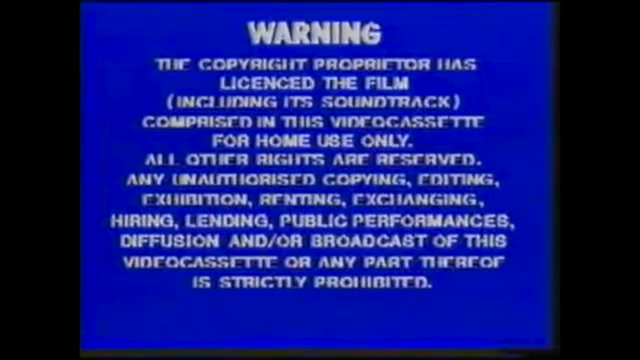 WARNING
THE COPYRIGHT PROPRIETOR HAS
LICENCED THE FILM
(INCLUDING ITS SOUNDTRACK)
COMPRISED IN THIS VIDEOCASSETTE
FOR HOME USE ONLY.
ALL OTHER RIGHTS ARE RESERVED.
ANY UNAUTHORISED COPYING, EDITING,
EXHIBITION, RENTING, EXCHANGING,
HIRING, LENDING, PUBLIC PERFORMANCES,
DIFFUSION AND/OR BROADCAST OF THIS
VIDEOCASSETTE OR ANY PART THEREOF
IS STRICTLY PROHIBITED.